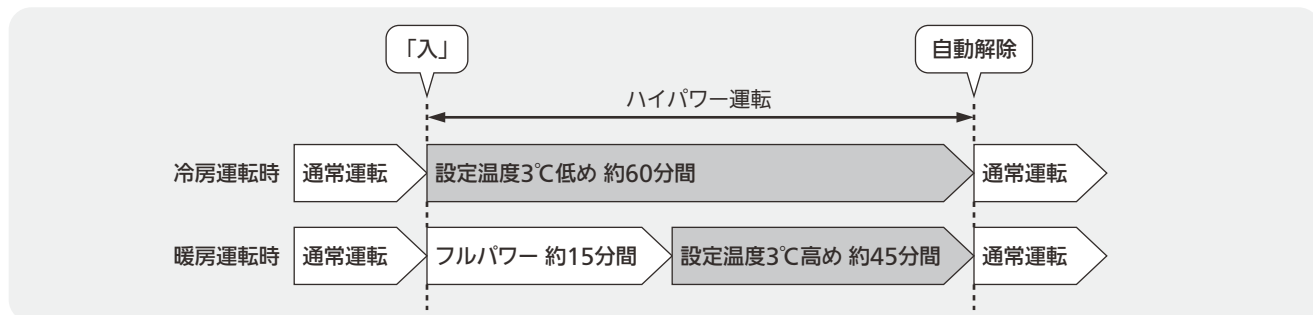 「入」
自動解除
ハイパワー運転
冷房運転時
通常運転
設定温度3℃低め 約60分間
通常運転
暖房運転時
通常運転
フルパワー 約15分間
設定温度3℃高め 約45分間
通常運転